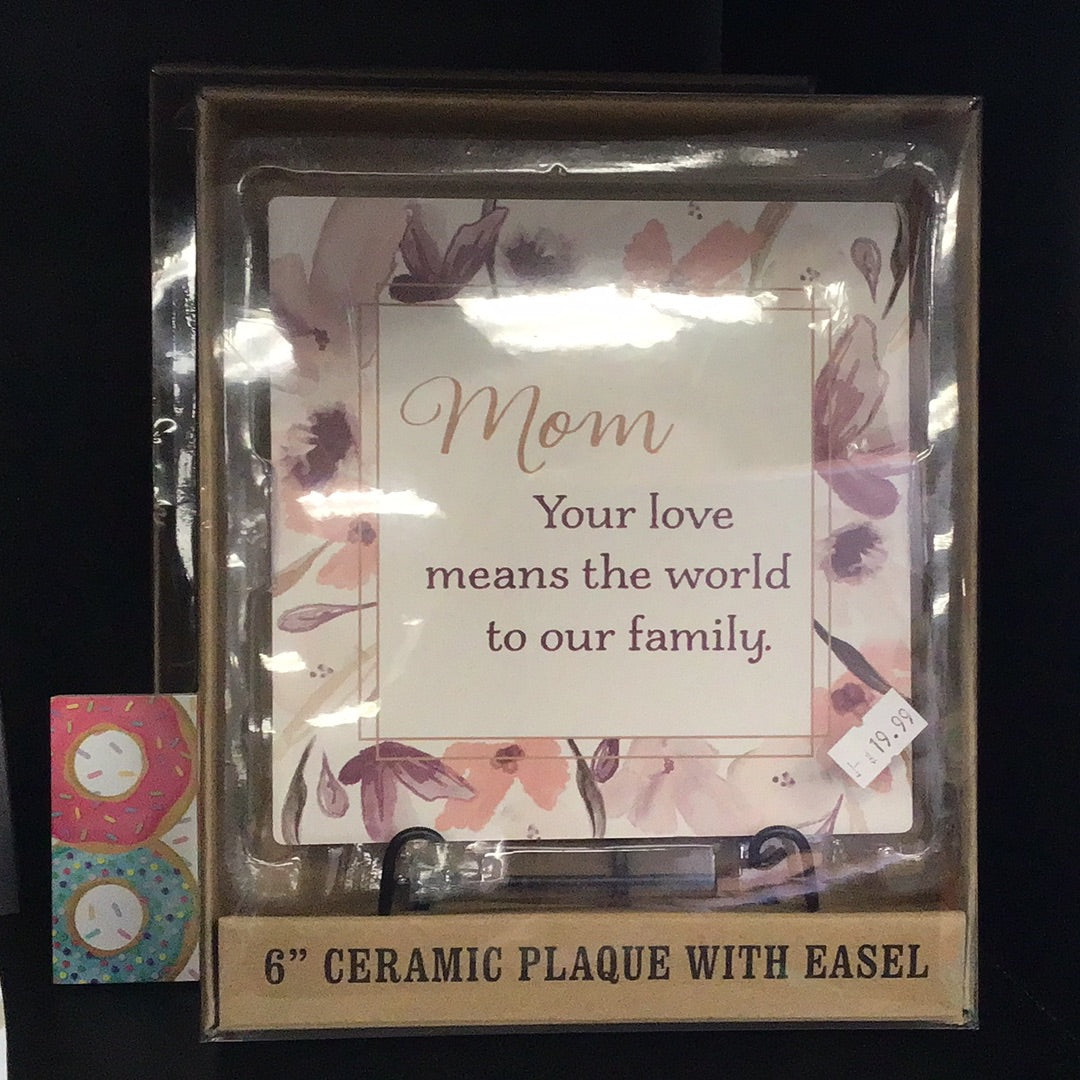 Mom
Your love
means the world
to our family.
$19.99
6” CERAMIC PLAQUE WITH EASEL